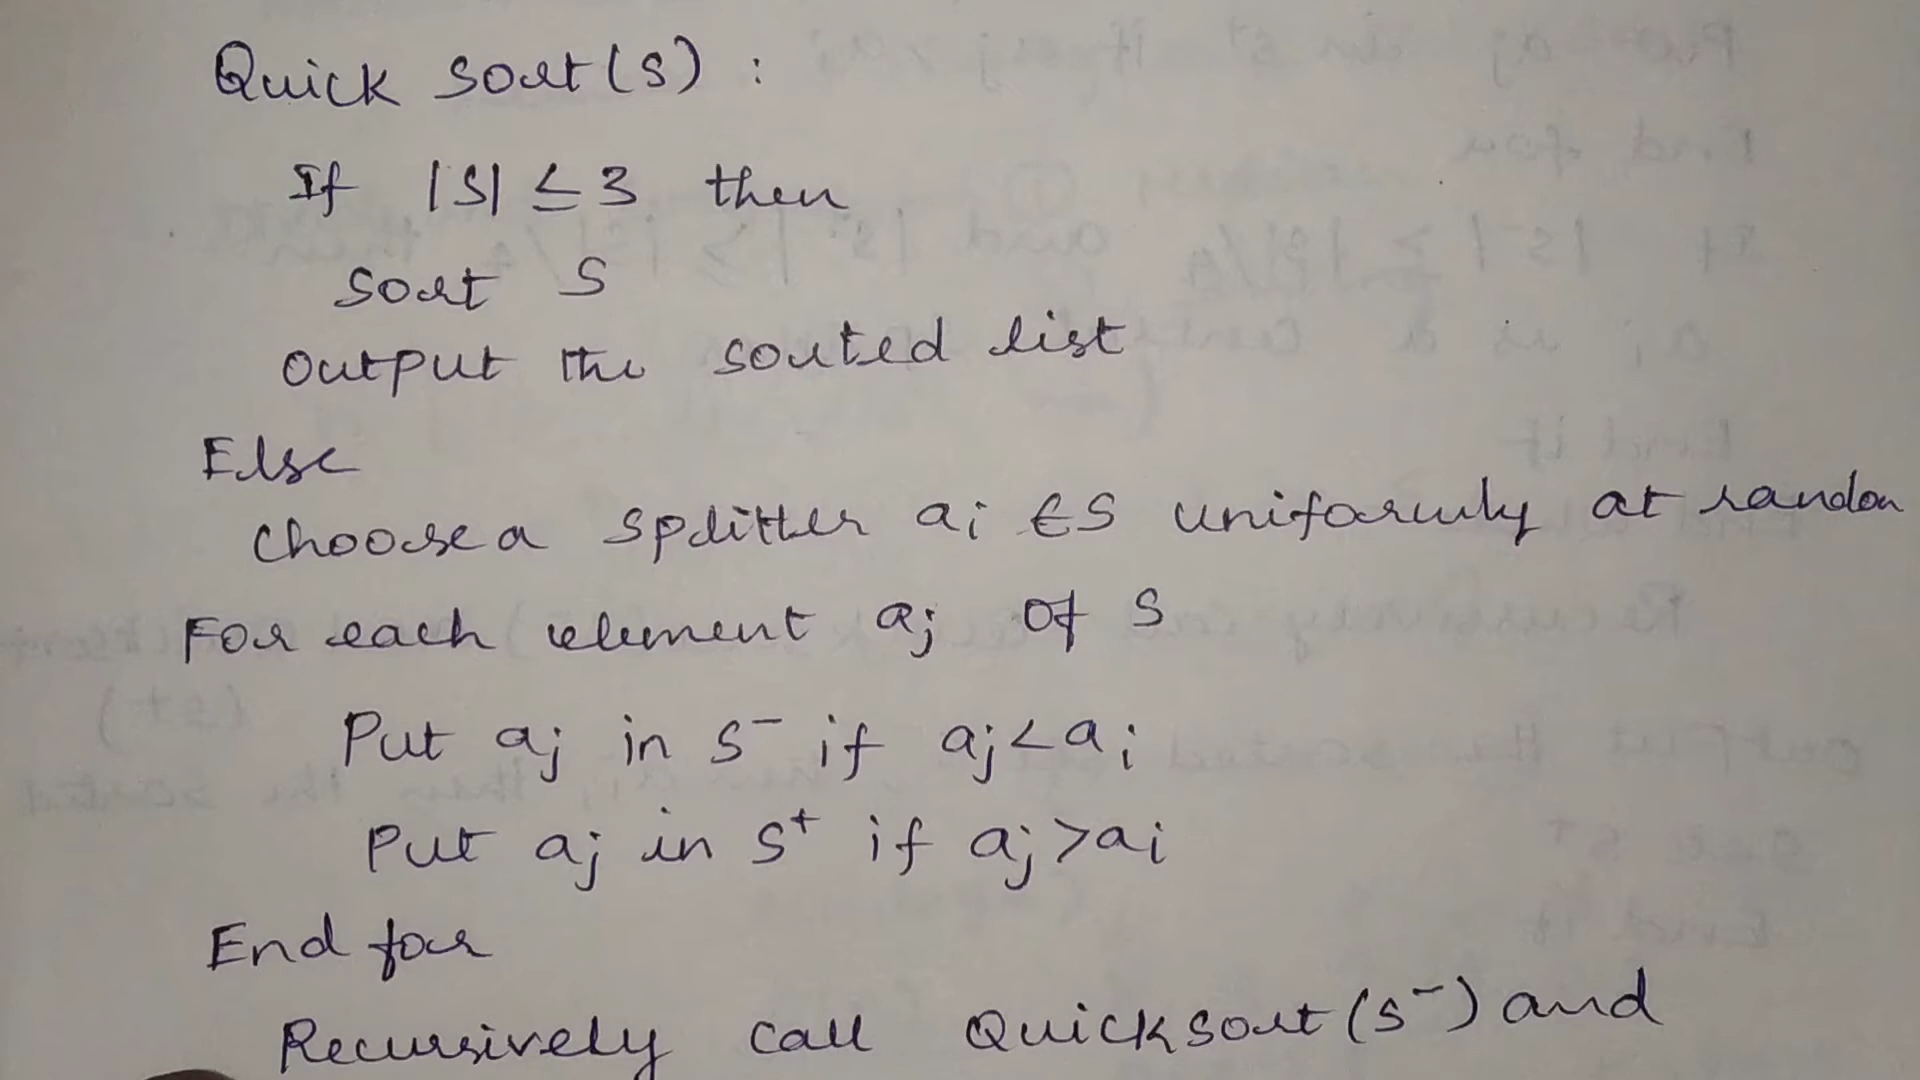 Quick sort(s) :
If |S| ≤ 3 then
Sort S
Output the sorted list
Else
Choose a splitter ai ∈ S uniformly at random
For each element aj of S
Put aj in S⁻ if aj < ai
Put aj in S⁺ if aj > ai
End for
Recursively call Quicksort (s⁻) and